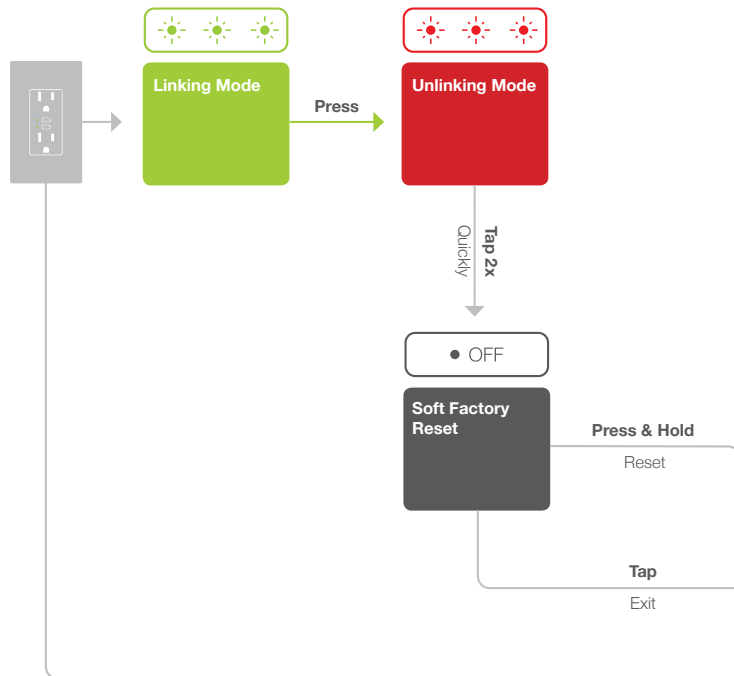 Linking Mode
Press
Unlinking Mode
Tap 2x
Quickly
OFF
Soft Factory
Reset
Press & Hold
Reset
Tap
Exit